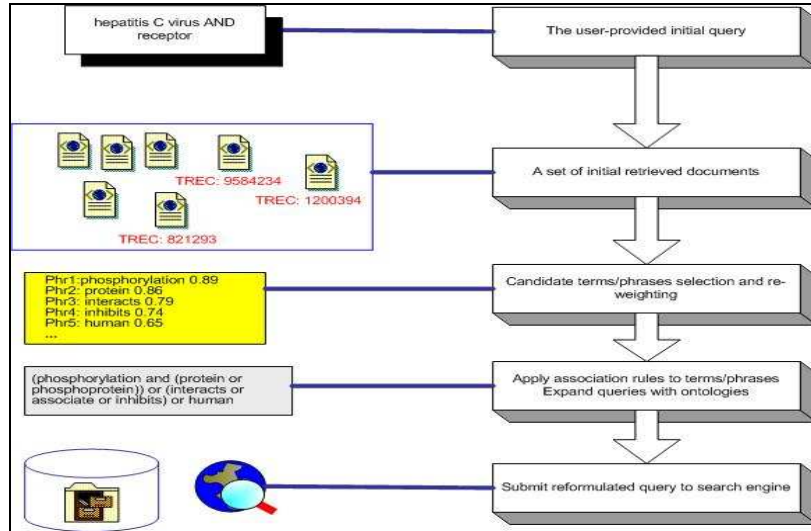 hepatitis C virus AND
receptor
The user-provided initial query
TREC: 9584234
TREC: 1200394
TREC: 821293
A set of initial retrieved documents
Phr1:phosphorylation 0.89
Phr2: protein 0.86
Phr3: interacts 0.79
Phr4: inhibits 0.74
Phr5: human 0.65
...
Candidate terms/phrases selection and re-
weighting
(phosphorylation and (protein or
phosphoprotein)) or (interacts or
associate or inhibits) or human
Apply association rules to terms/phrases
Expand queries with ontologies
Submit reformulated query to search engine